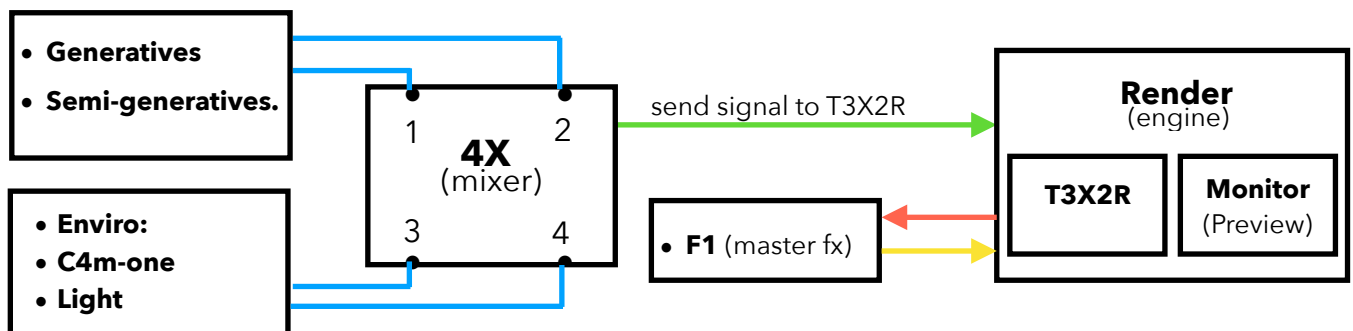 • Generatives
• Semi-generatives.
• Enviro:
• C4m-one
• Light
1
2
4X
(mixer)
3
4
send signal to T3X2R
• F1 (master fx)
Render
(engine)
T3X2R
Monitor
(Preview)